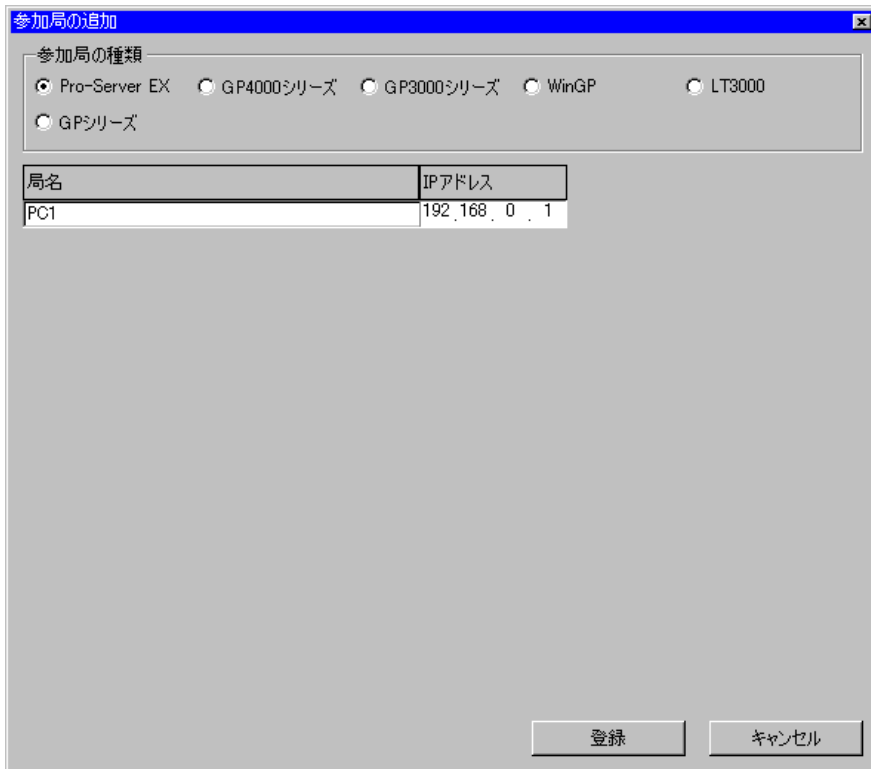 参加局の追加
参加局の種類
Pro-Server EX GP4000シリーズ GP3000シリーズ WinGP LT3000
GPシリーズ
局名 IPアドレス
PC1 192.168.0.1
登録 キャンセル